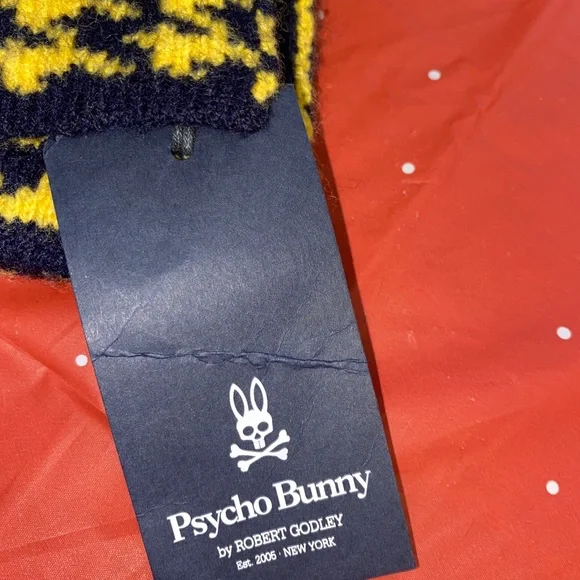 Psycho Bunny
by ROBERT GODLEY
Est. 2005 · NEW YORK